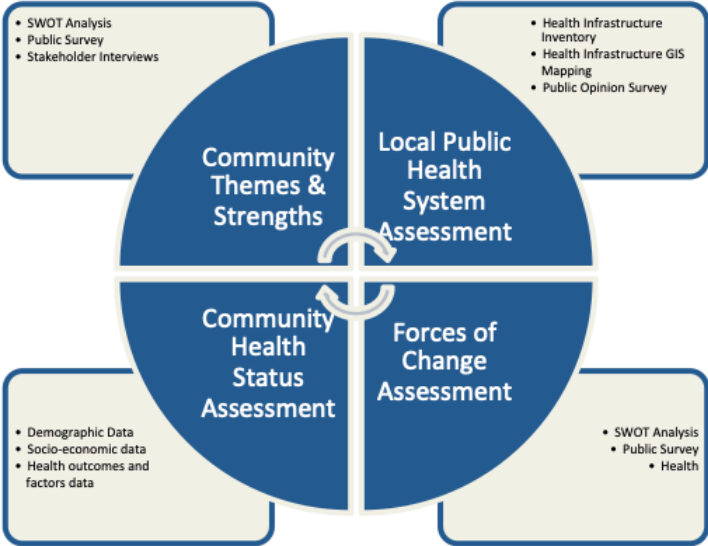 • SWOT Analysis
• Public Survey
• Stakeholder Interviews
• Health Infrastructure
Inventory
• Health Infrastructure GIS
Mapping
• Public Opinion Survey
Community
Themes &
Strengths
Local Public
Health
System
Assessment
Community
Health
Status
Assessment
Forces of
Change
Assessment
• Demographic Data
• Socio-economic data
• Health outcomes and
factors data
• SWOT Analysis
• Public Survey
• Health